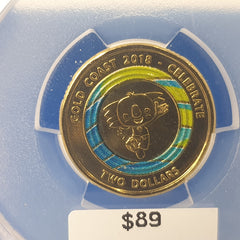 GOLD COAST 2018 - CELEBRATE
TWO DOLLARS
$89